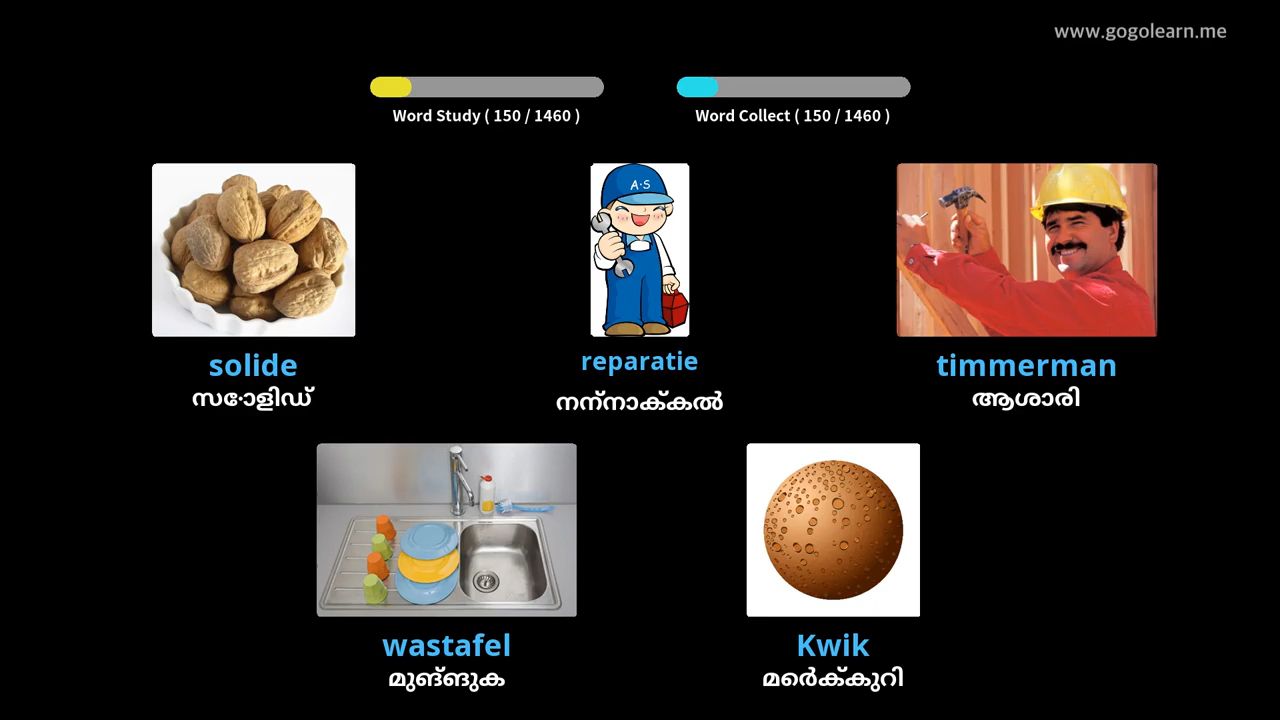 www.gogolearn.me
Word Study ( 150 / 1460 )
Word Collect ( 150 / 1460 )
A·S
solide
സോളിഡ്
reparatie
നന്നാക്കൽ
timmerman
ആശാരി
wastafel
മുങ്ങുക
Kwik
മെർക്കുറി